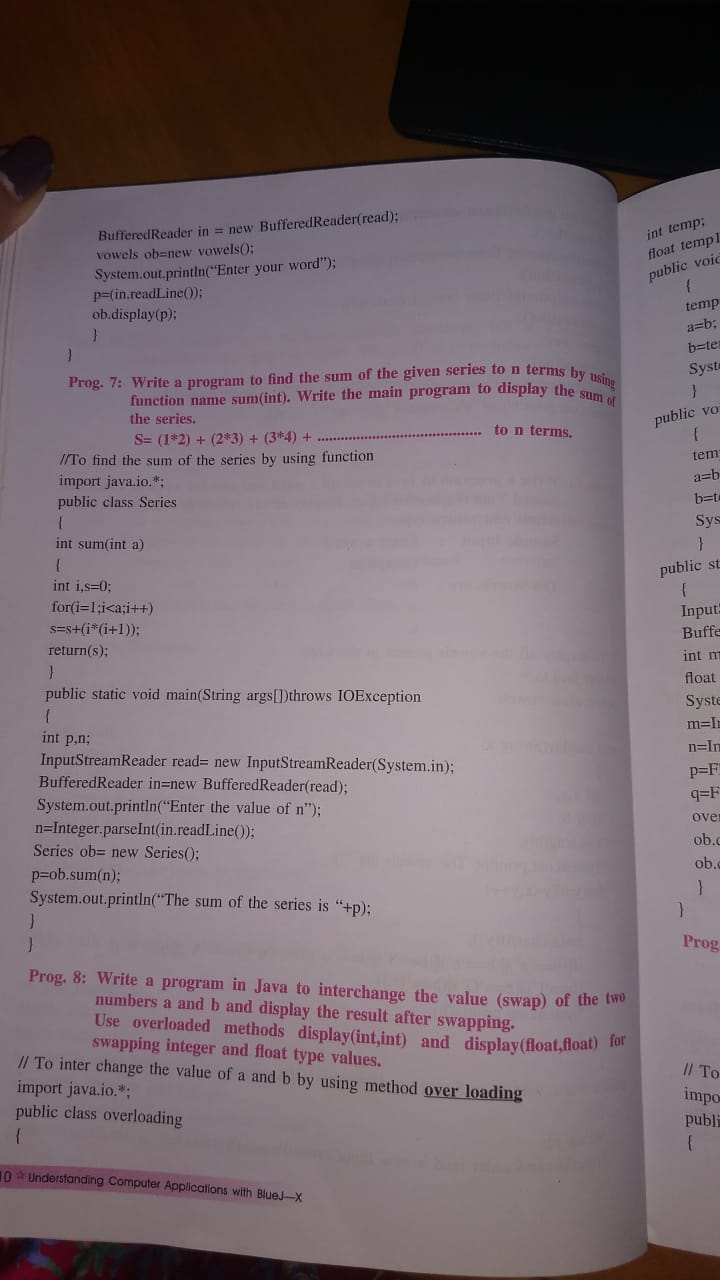 BufferedReader in = new BufferedReader(read);
vowels ob=new vowels();
System.out.println(“Enter your word”);
p=(in.readLine());
ob.display(p);
}
}
Prog. 7: Write a program to find the sum of the given series to n terms by using
function name sum(int). Write the main program to display the sum of
the series.
S= (1*2) + (2*3) + (3*4) + .......................................... to n terms.
//To find the sum of the series by using function
import java.io.*;
public class Series
{
int sum(int a)
{
int i,s=0;
for(i=1;i<a;i++)
s=s+(i*(i+1));
return(s);
}
public static void main(String args[])throws IOException
{
int p,n;
InputStreamReader read= new InputStreamReader(System.in);
BufferedReader in=new BufferedReader(read);
System.out.println(“Enter the value of n”);
n=Integer.parseInt(in.readLine());
Series ob= new Series();
p=ob.sum(n);
System.out.println(“The sum of the series is “+p);
}
}
Prog. 8: Write a program in Java to interchange the value (swap) of the two
numbers a and b and display the result after swapping.
Use overloaded methods display(int,int) and display(float,float) for
swapping integer and float type values.
// To inter change the value of a and b by using method over loading
import java.io.*;
public class overloading
{
10 ☆ Understanding Computer Applications with BlueJ—X
int temp;
float temp1
public void
{
temp
a=b;
b=te
Syst
}
public vo
{
tem
a=b
b=t
Sys
}
public st
{
Input
Buffe
int m
float
Syste
m=I
n=In
p=F
q=F
over
ob.
ob.
}
}
Prog
// To
impo
publi
{